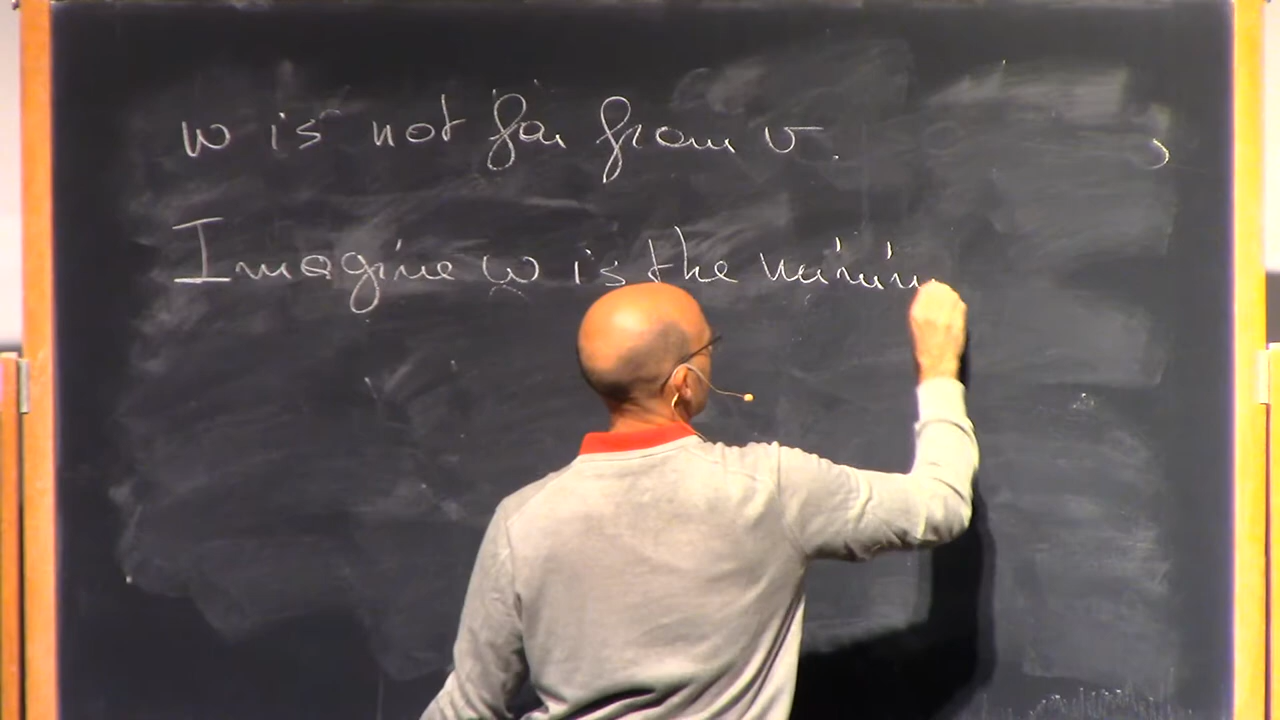 w is not far from v.
Imagine w is the minim